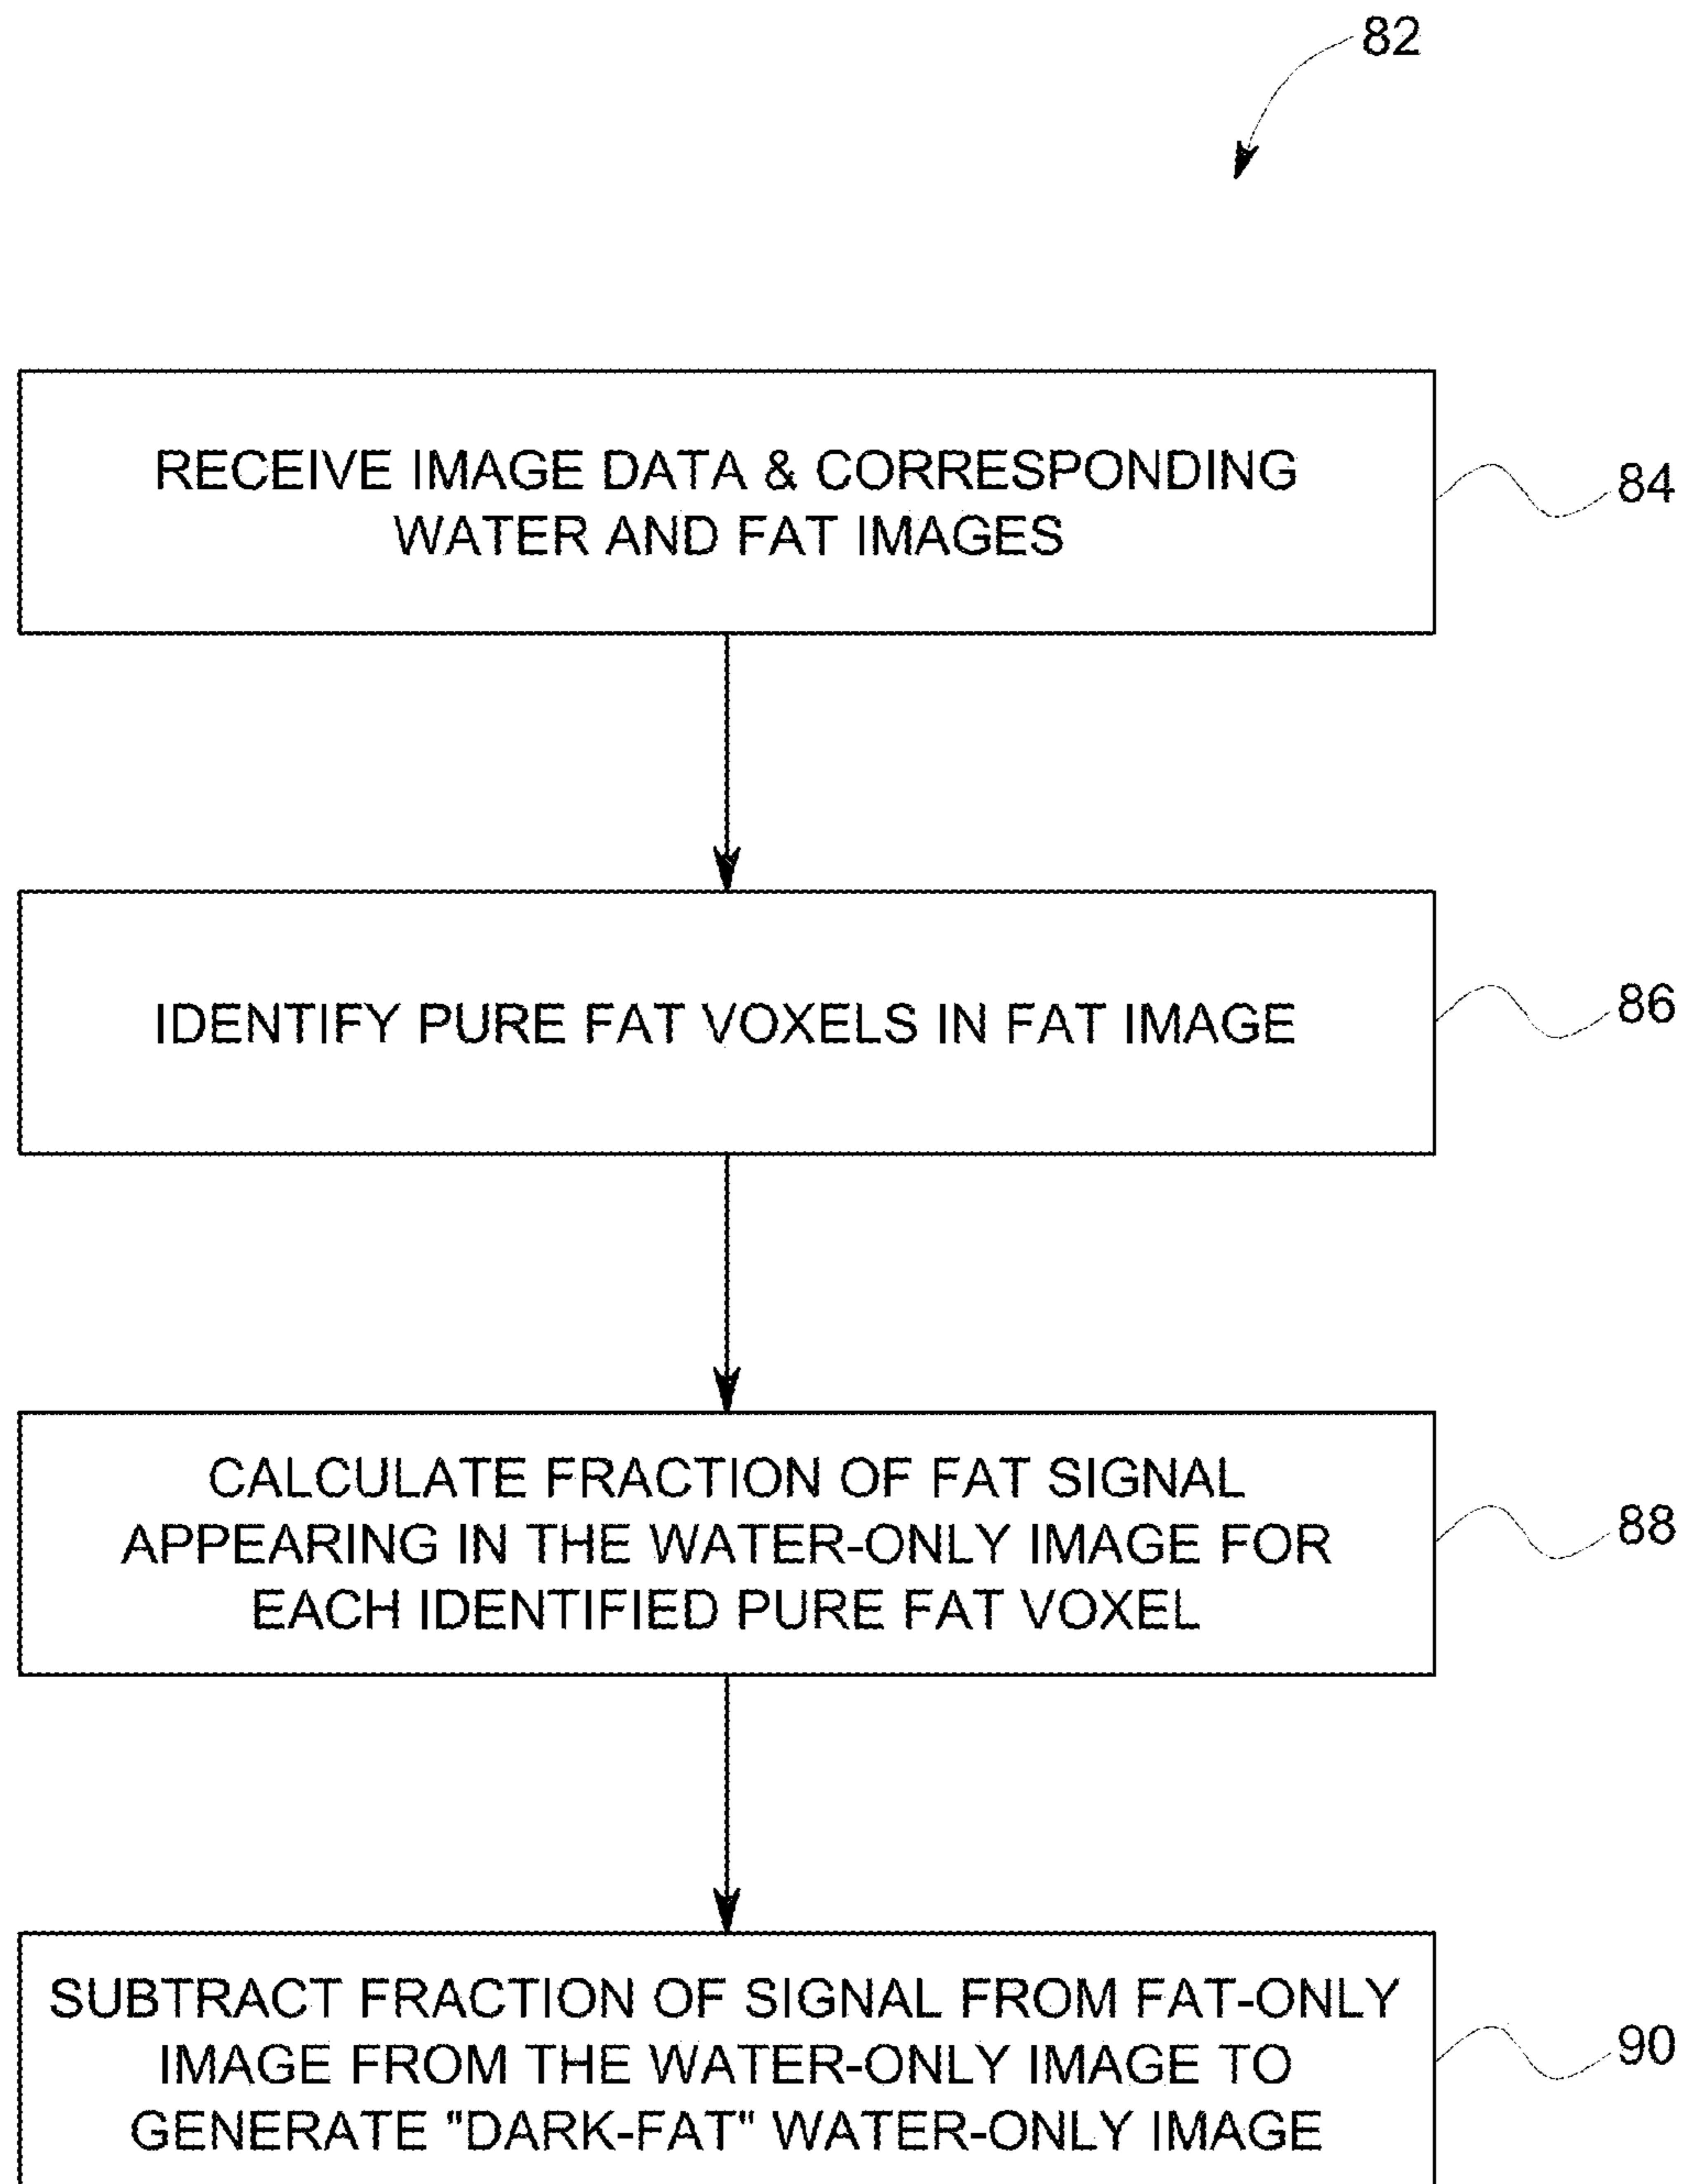 82
RECEIVE IMAGE DATA & CORRESPONDING
WATER AND FAT IMAGES
84
IDENTIFY PURE FAT VOXELS IN FAT IMAGE
86
CALCULATE FRACTION OF FAT SIGNAL
APPEARING IN THE WATER-ONLY IMAGE FOR
EACH IDENTIFIED PURE FAT VOXEL
88
SUBTRACT FRACTION OF SIGNAL FROM FAT-ONLY
IMAGE FROM THE WATER-ONLY IMAGE TO
GENERATE "DARK-FAT" WATER-ONLY IMAGE
90